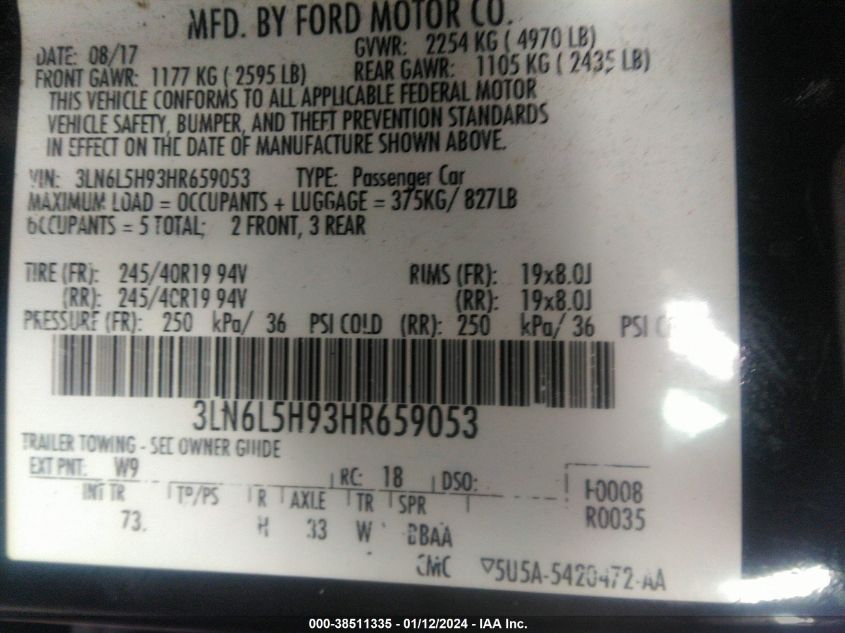 MFD. BY FORD MOTOR CO.
DATE: 08/17 GVWR: 2254 KG ( 4970 LB)
FRONT GAWR: 1177 KG ( 2595 LB) REAR GAWR: 1105 KG ( 2435 LB)
THIS VEHICLE CONFORMS TO ALL APPLICABLE FEDERAL MOTOR
VEHICLE SAFETY, BUMPER, AND THEFT PREVENTION STANDARDS
IN EFFECT ON THE DATE OF MANUFACTURE SHOWN ABOVE.
VIN: 3LN6L5H93HR659053 TYPE: Passenger Car
MAXIMUM LOAD = OCCUPANTS + LUGGAGE = 375KG/ 827LB
OCCUPANTS = 5 TOTAL; 2 FRONT, 3 REAR
TIRE (FR): 245/40R19 94V RIMS (FR): 19x8.0J
(RR): 245/40R19 94V (RR): 19x8.0J
PRESSURE (FR): 250 kPa/ 36 PSI COLD (RR): 250 kPa/ 36 PSI
3LN6L5H93HR659053
TRAILER TOWING - SEE OWNER GUIDE
EXT PNT: W9 RC: 18 DSO:
INT TR TP/PS R AXLE TR SPR F0008
73. H 33 W BBAA R0035
CMC ▽5U5A-5420472-AA
000-38511335 - 01/12/2024 - IAA Inc.